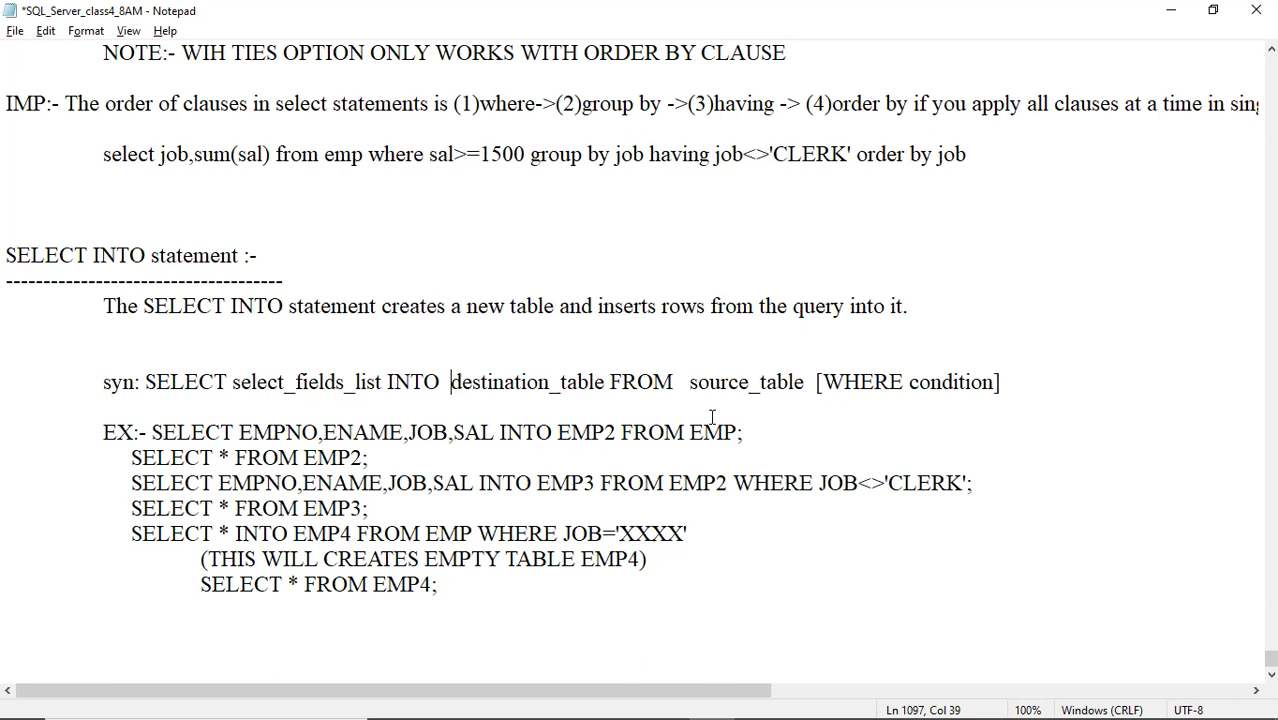 *SQL_Server_class4_8AM - Notepad
File Edit Format View Help
NOTE:- WIH TIES OPTION ONLY WORKS WITH ORDER BY CLAUSE
IMP:- The order of clauses in select statements is (1)where->(2)group by ->(3)having -> (4)order by if you apply all clauses at a time in sing
select job,sum(sal) from emp where sal>=1500 group by job having job<>'CLERK' order by job
SELECT INTO statement :-
-------------------------------------
The SELECT INTO statement creates a new table and inserts rows from the query into it.
syn: SELECT select_fields_list INTO destination_table FROM source_table [WHERE condition]
EX:- SELECT EMPNO,ENAME,JOB,SAL INTO EMP2 FROM EMP;
SELECT * FROM EMP2;
SELECT EMPNO,ENAME,JOB,SAL INTO EMP3 FROM EMP2 WHERE JOB<>'CLERK';
SELECT * FROM EMP3;
SELECT * INTO EMP4 FROM EMP WHERE JOB='XXXX'
(THIS WILL CREATES EMPTY TABLE EMP4)
SELECT * FROM EMP4;
Ln 1097, Col 39 100% Windows (CRLF) UTF-8